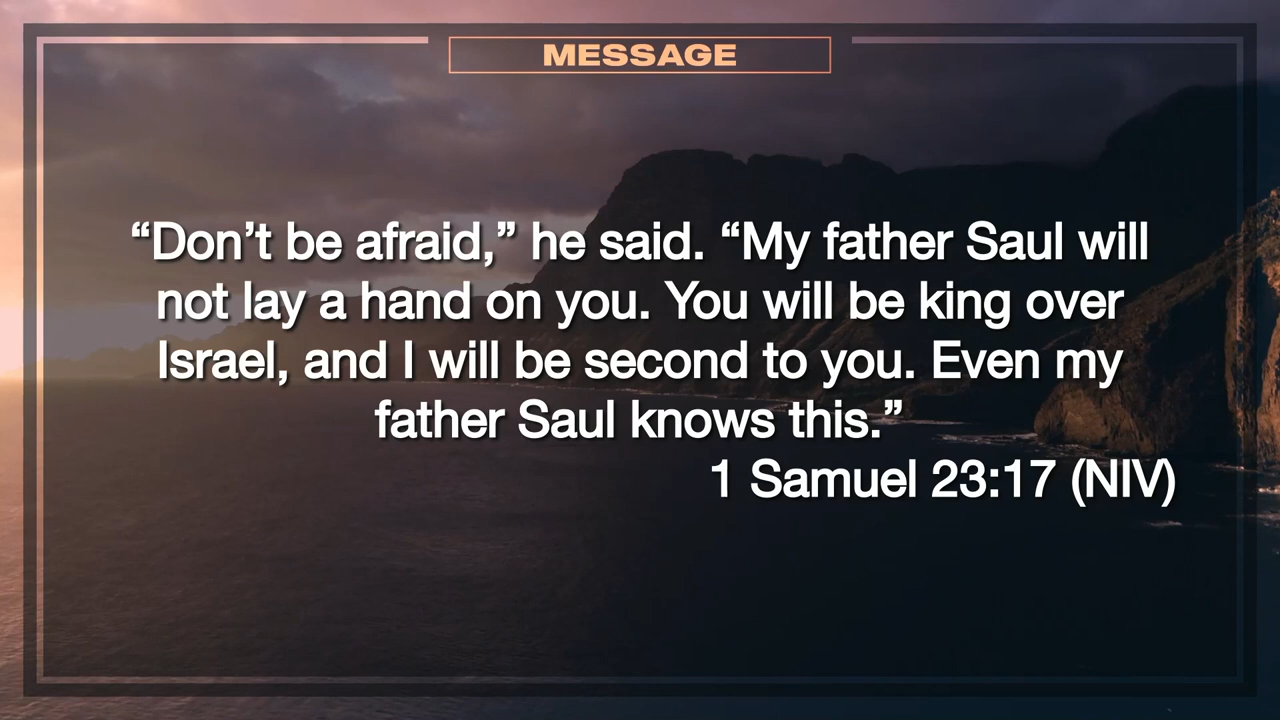 MESSAGE
“Don’t be afraid,” he said. “My father Saul will
not lay a hand on you. You will be king over
Israel, and I will be second to you. Even my
father Saul knows this.”
1 Samuel 23:17 (NIV)